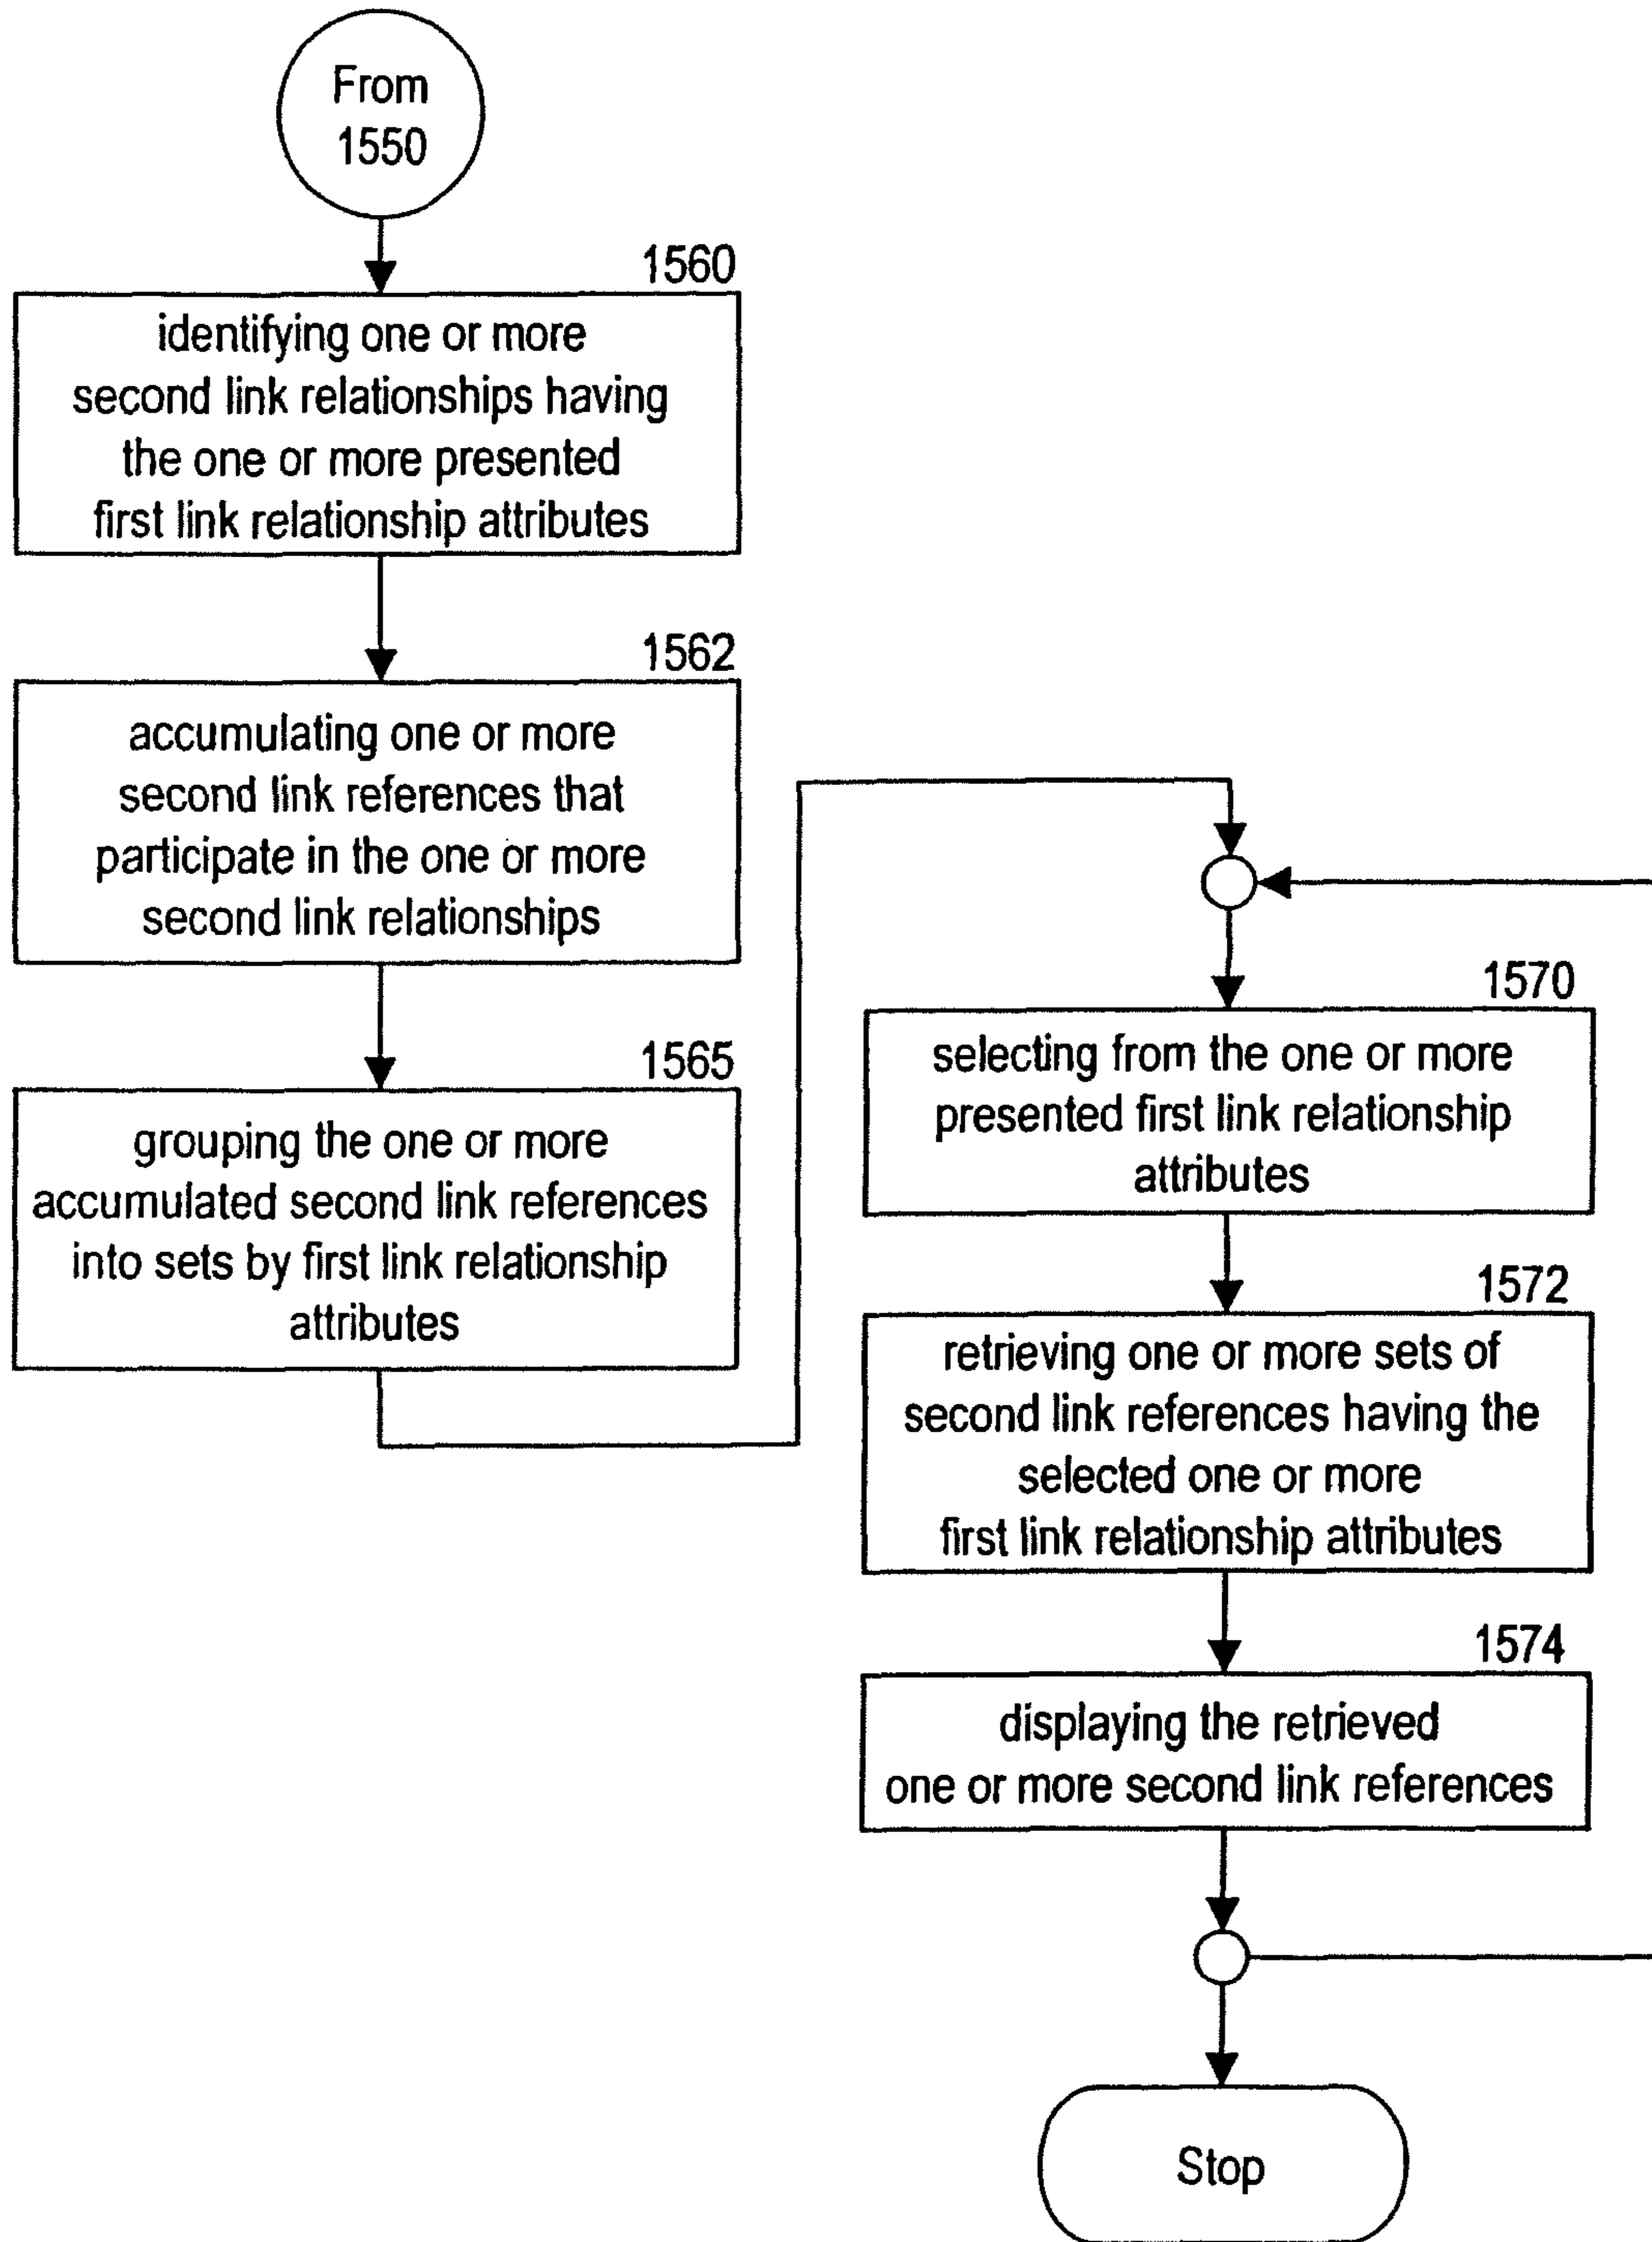 From
1550
1560
identifying one or more
second link relationships having
the one or more presented
first link relationship attributes
1562
accumulating one or more
second link references that
participate in the one or more
second link relationships
1565
grouping the one or more
accumulated second link references
into sets by first link relationship
attributes
1570
selecting from the one or more
presented first link relationship
attributes
1572
retrieving one or more sets of
second link references having the
selected one or more
first link relationship attributes
1574
displaying the retrieved
one or more second link references
Stop